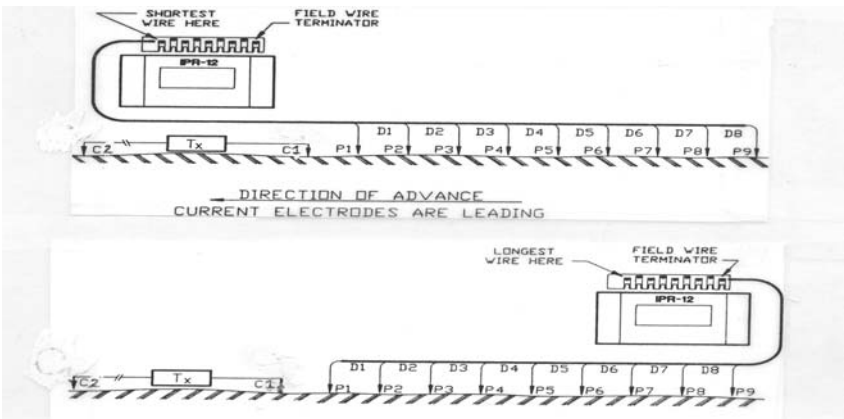 SHORTEST WIRE HERE
FIELD WIRE TERMINATOR
IPR-12
D1 D2 D3 D4 D5 D6 D7 D8
C2 Tx C1 P1 P2 P3 P4 P5 P6 P7 P8 P9
DIRECTION OF ADVANCE
CURRENT ELECTRODES ARE LEADING
LONGEST WIRE HERE
FIELD WIRE TERMINATOR
IPR-12
D1 D2 D3 D4 D5 D6 D7 D8
C2 Tx C1 P1 P2 P3 P4 P5 P6 P7 P8 P9